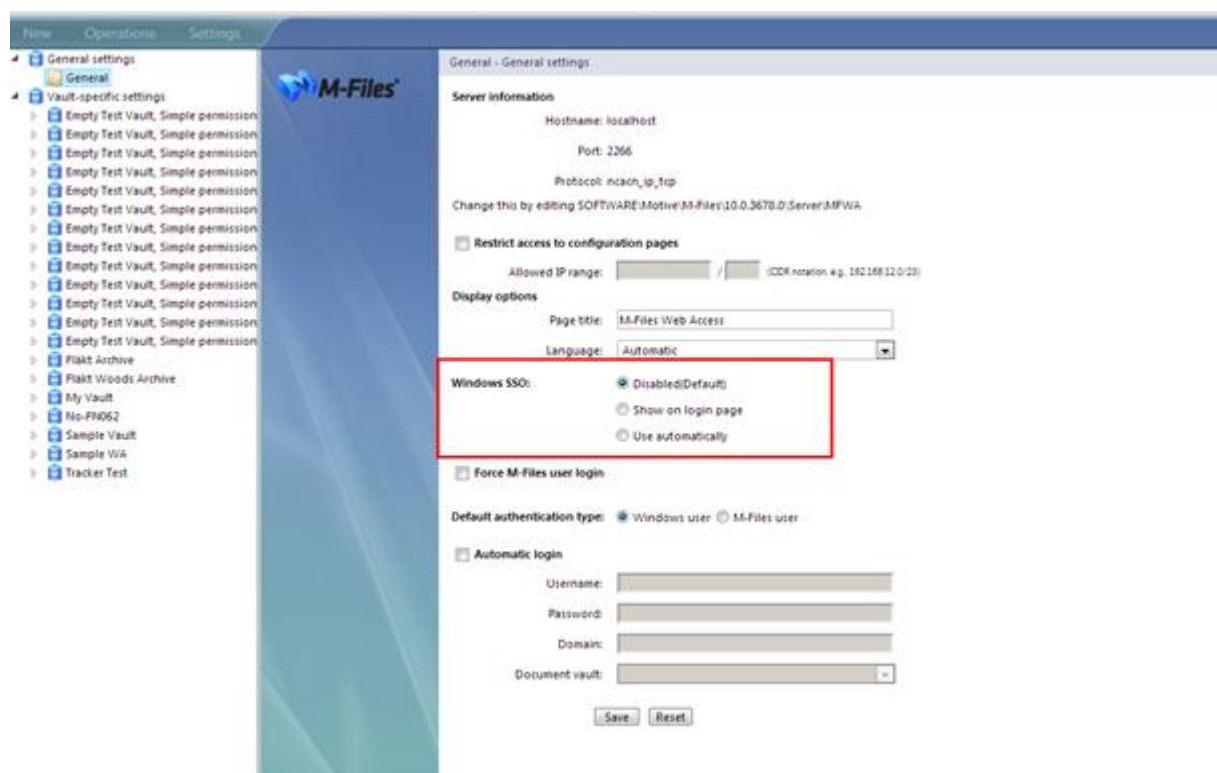 New Operations Settings
General settings
General
Vault-specific settings
Empty Test Vault, Simple permission
Empty Test Vault, Simple permission
Empty Test Vault, Simple permission
Empty Test Vault, Simple permission
Empty Test Vault, Simple permission
Empty Test Vault, Simple permission
Empty Test Vault, Simple permission
Empty Test Vault, Simple permission
Empty Test Vault, Simple permission
Empty Test Vault, Simple permission
Empty Test Vault, Simple permission
Empty Test Vault, Simple permission
Empty Test Vault, Simple permission
Flakt Archive
Flakt Woods Archive
My Vault
No-FN062
Sample Vault
Sample WA
Tracker Test
M-Files
General - General settings
Server information
Hostname: localhost
Port: 2266
Protocol: ncacn_ip_tcp
Change this by editing SOFTWARE\Motive\M-Files\10.0.3678.0\Server\MFWA
Restrict access to configuration pages
Allowed IP range: / (CIDR notation, e.g. 192.168.12.0/23)
Display options
Page title: M-Files Web Access
Language: Automatic
Windows SSO: Disabled(Default)
Show on login page
Use automatically
Force M-Files user login
Default authentication type: Windows user M-Files user
Automatic login
Username:
Password:
Domain:
Document vault:
Save Reset